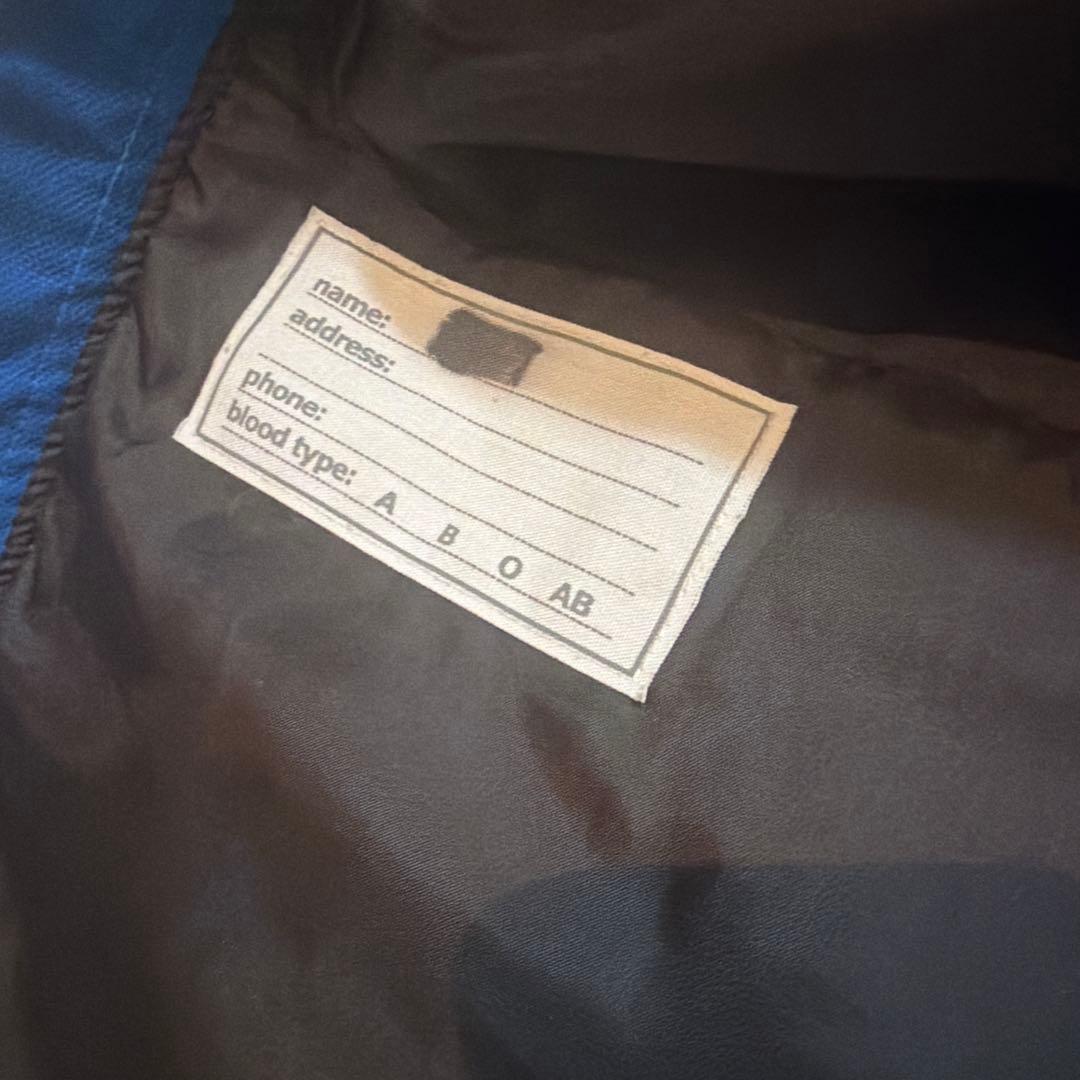 name:
address:
phone:
blood type: A B O AB